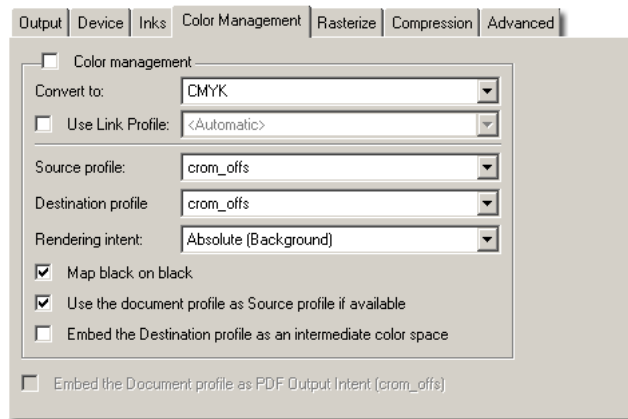 Output Device Inks Color Management Rasterize Compression Advanced
Color management
Convert to: CMYK
Use Link Profile: <Automatic>
Source profile: crom_offs
Destination profile crom_offs
Rendering intent: Absolute (Background)
Map black on black
Use the document profile as Source profile if available
Embed the Destination profile as an intermediate color space
Embed the Document profile as PDF Output Intent (crom_offs)